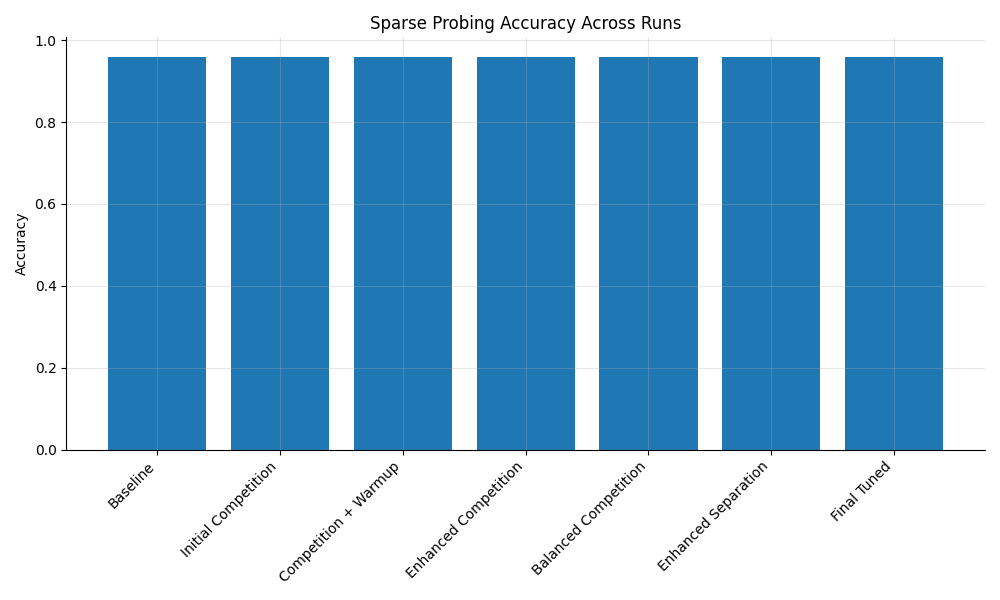 Sparse Probing Accuracy Across Runs
Accuracy
1.0
0.8
0.6
0.4
0.2
0.0
Baseline
Initial Competition
Competition + Warmup
Enhanced Competition
Balanced Competition
Enhanced Separation
Final Tuned